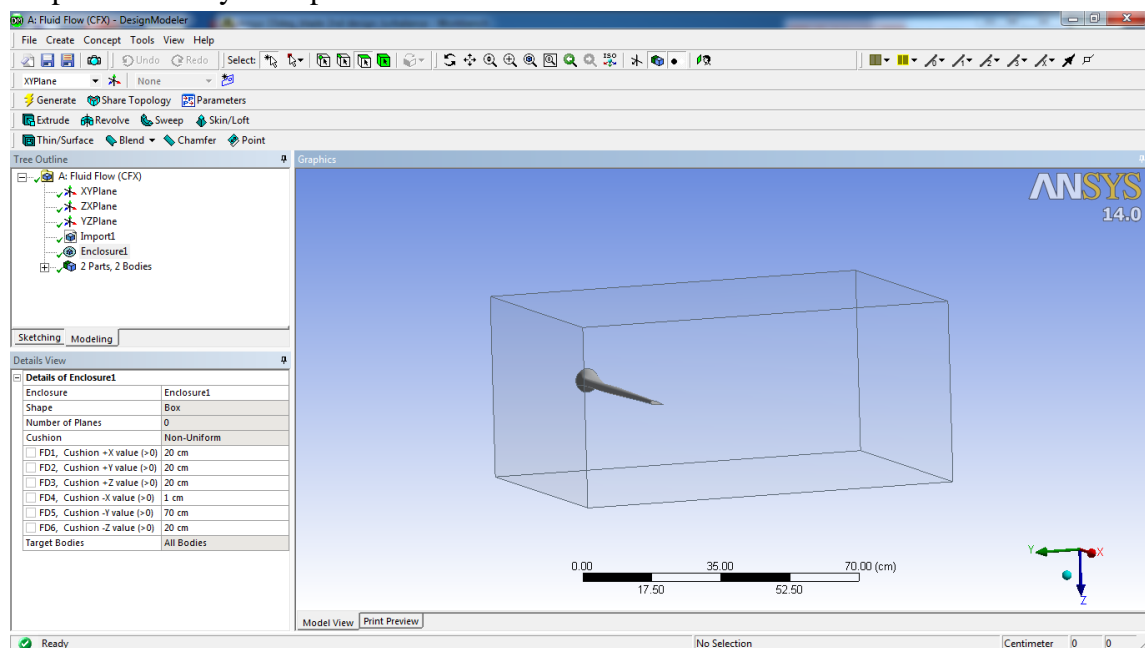 A: Fluid Flow (CFX) - DesignModeler
File Create Concept Tools View Help
Undo Redo Select:
XYPlane None
Generate Share Topology Parameters
Extrude Revolve Sweep Skin/Loft
Thin/Surface Blend Chamfer Point
Tree Outline
A: Fluid Flow (CFX)
XYPlane
ZXPlane
YZPlane
Import1
Enclosure1
2 Parts, 2 Bodies
Sketching Modeling
Details View
Details of Enclosure1
Enclosure Enclosure1
Shape Box
Number of Planes 0
Cushion Non-Uniform
FD1, Cushion +X value (>0) 20 cm
FD2, Cushion +Y value (>0) 20 cm
FD3, Cushion +Z value (>0) 20 cm
FD4, Cushion -X value (>0) 1 cm
FD5, Cushion -Y value (>0) 70 cm
FD6, Cushion -Z value (>0) 20 cm
Target Bodies All Bodies
Graphics
ANSYS
14.0
0.00 35.00 70.00 (cm)
17.50 52.50
Y X
Z
Model View Print Preview
Ready No Selection Centimeter 0 0